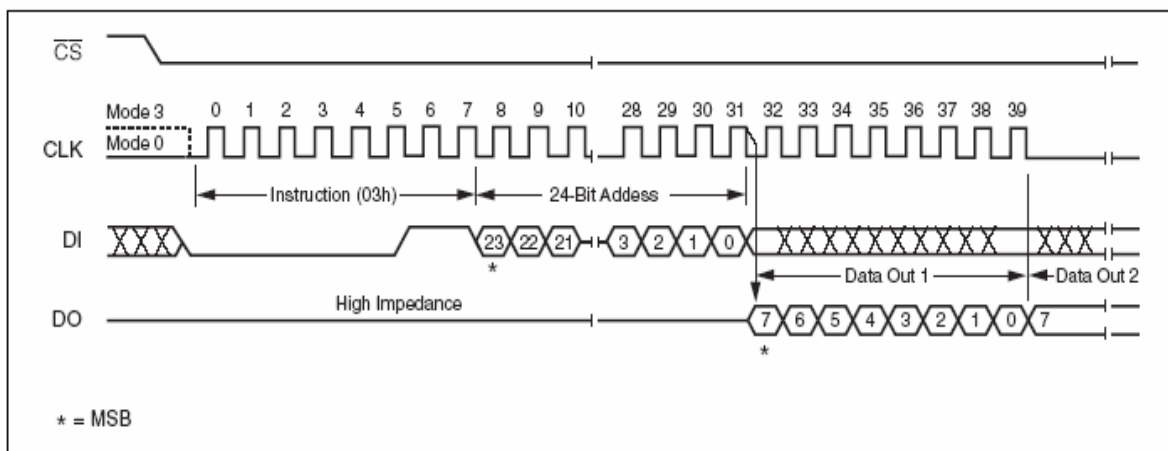 CS
Mode 3 0 1 2 3 4 5 6 7 8 9 10 28 29 30 31 32 33 34 35 36 37 38 39
CLK Mode 0
Instruction (03h) 24-Bit Addess
DI 23 22 21 3 2 1 0
* Data Out 1 Data Out 2
High Impedance
DO 7 6 5 4 3 2 1 0 7
*
* = MSB